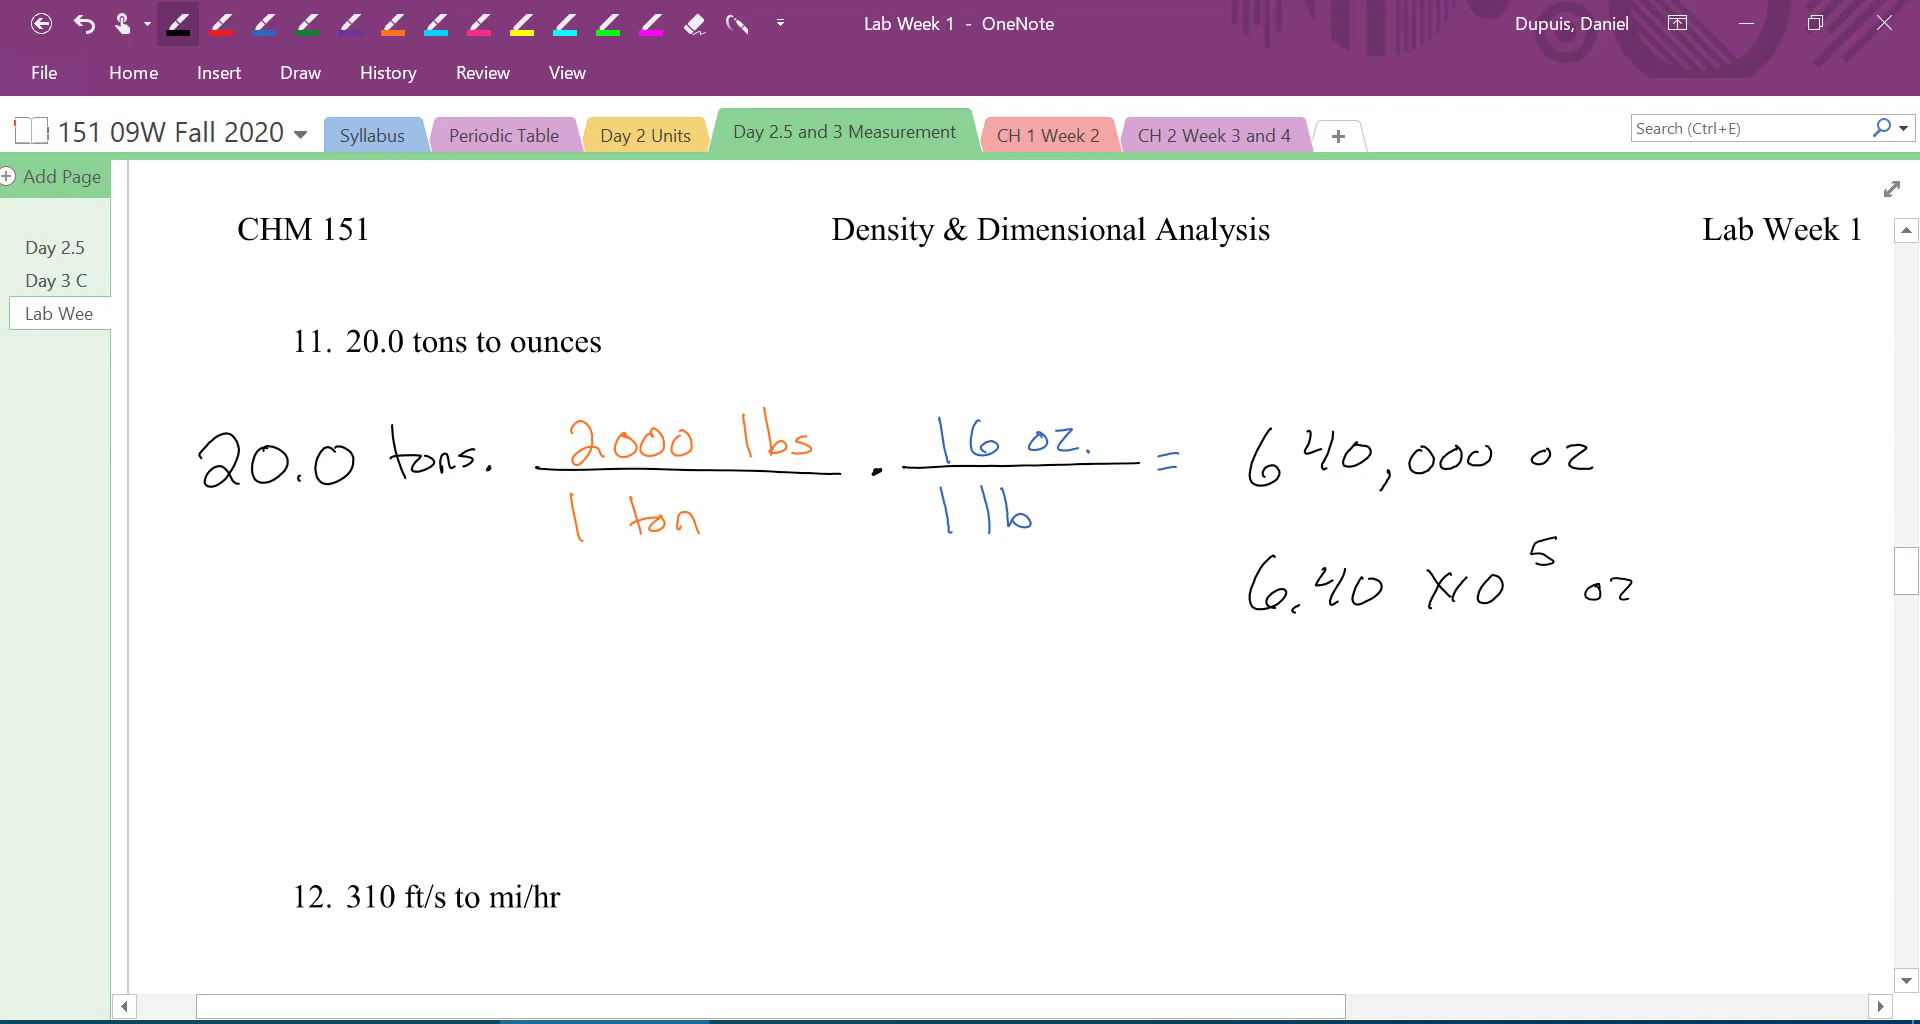 Lab Week 1 - OneNote
Dupuis, Daniel
File Home Insert Draw History Review View
151 09W Fall 2020
Syllabus
Periodic Table
Day 2 Units
Day 2.5 and 3 Measurement
CH 1 Week 2
CH 2 Week 3 and 4
+
Search (Ctrl+E)
Add Page
Day 2.5
Day 3 C
Lab Wee
CHM 151 Density & Dimensional Analysis Lab Week 1
11. 20.0 tons to ounces
20.0 tons. 2000 lbs / 1 ton . 16 oz. / 1 lb = 640,000 oz
6.40 x10^5 oz
12. 310 ft/s to mi/hr